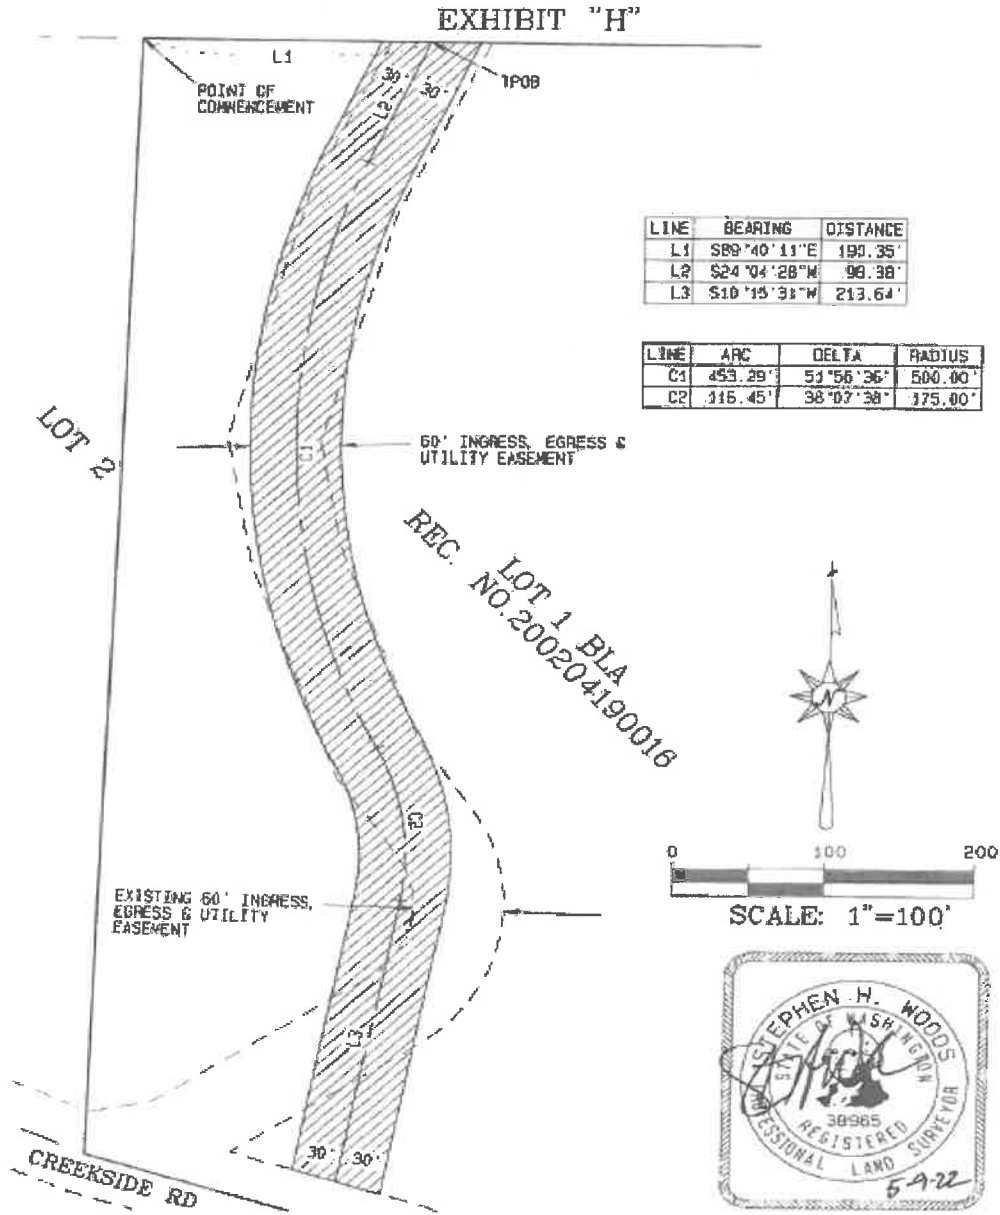 EXHIBIT "H"
L1
POINT OF
COMMENCEMENT
TPOB
30'
30'
L2
LINE BEARING DISTANCE
L1 S89°40'11"E 190.35'
L2 S24°04'28"W 98.38'
L3 S10°15'31"W 213.64'
LINE ARC DELTA RADIUS
C1 453.29' 51°56'36" 500.00'
C2 116.45' 38°07'38" 175.00'
LOT 2
C1
60' INGRESS, EGRESS &
UTILITY EASEMENT
LOT 1 BLA
REC. NO.200204190016
N
C2
EXISTING 60' INGRESS,
EGRESS & UTILITY
EASEMENT
0 100 200
SCALE: 1"=100'
L3
30' 30'
CREEKSIDE RD
STEPHEN H. WOODS
STATE OF WASHINGTON
38965
REGISTERED
PROFESSIONAL LAND SURVEYOR
5-9-22